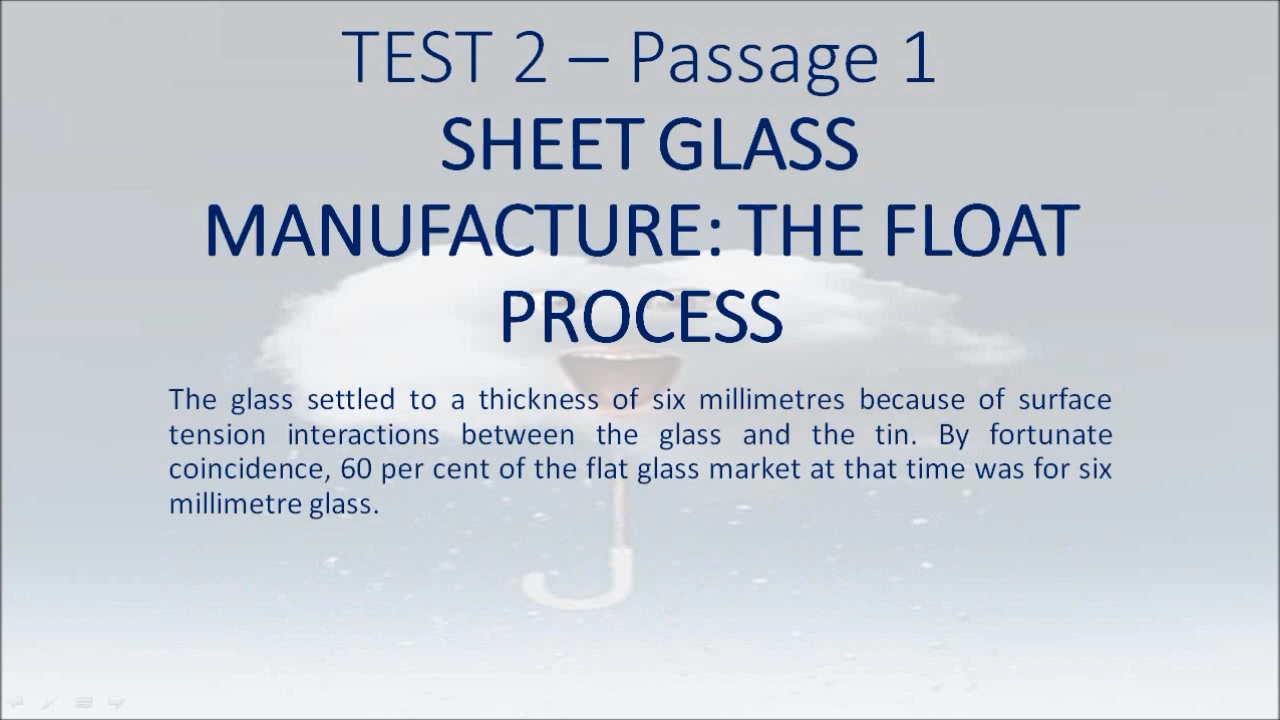 TEST 2 – Passage 1
SHEET GLASS
MANUFACTURE: THE FLOAT
PROCESS
The glass settled to a thickness of six millimetres because of surface
tension interactions between the glass and the tin. By fortunate
coincidence, 60 per cent of the flat glass market at that time was for six
millimetre glass.